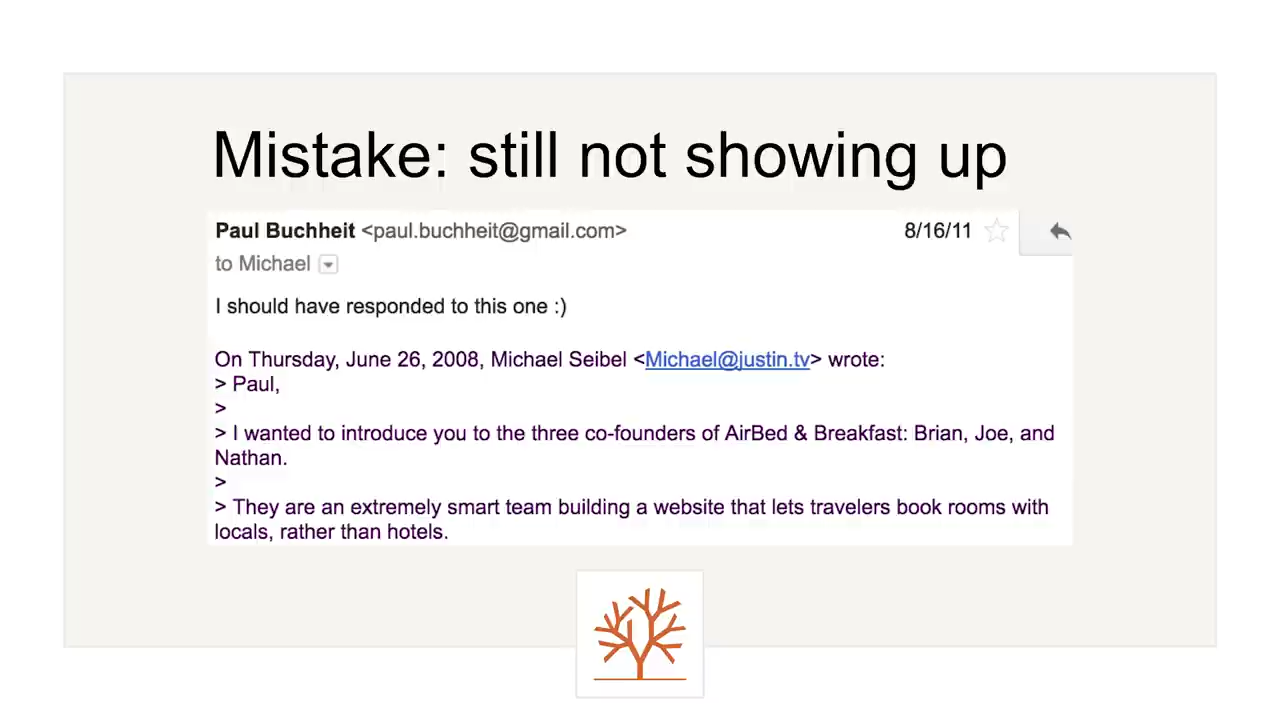 Mistake: still not showing up
Paul Buchheit <paul.buchheit@gmail.com> 8/16/11
to Michael
I should have responded to this one :)
On Thursday, June 26, 2008, Michael Seibel <Michael@justin.tv> wrote:
> Paul,
>
> I wanted to introduce you to the three co-founders of AirBed & Breakfast: Brian, Joe, and
Nathan.
>
> They are an extremely smart team building a website that lets travelers book rooms with
locals, rather than hotels.